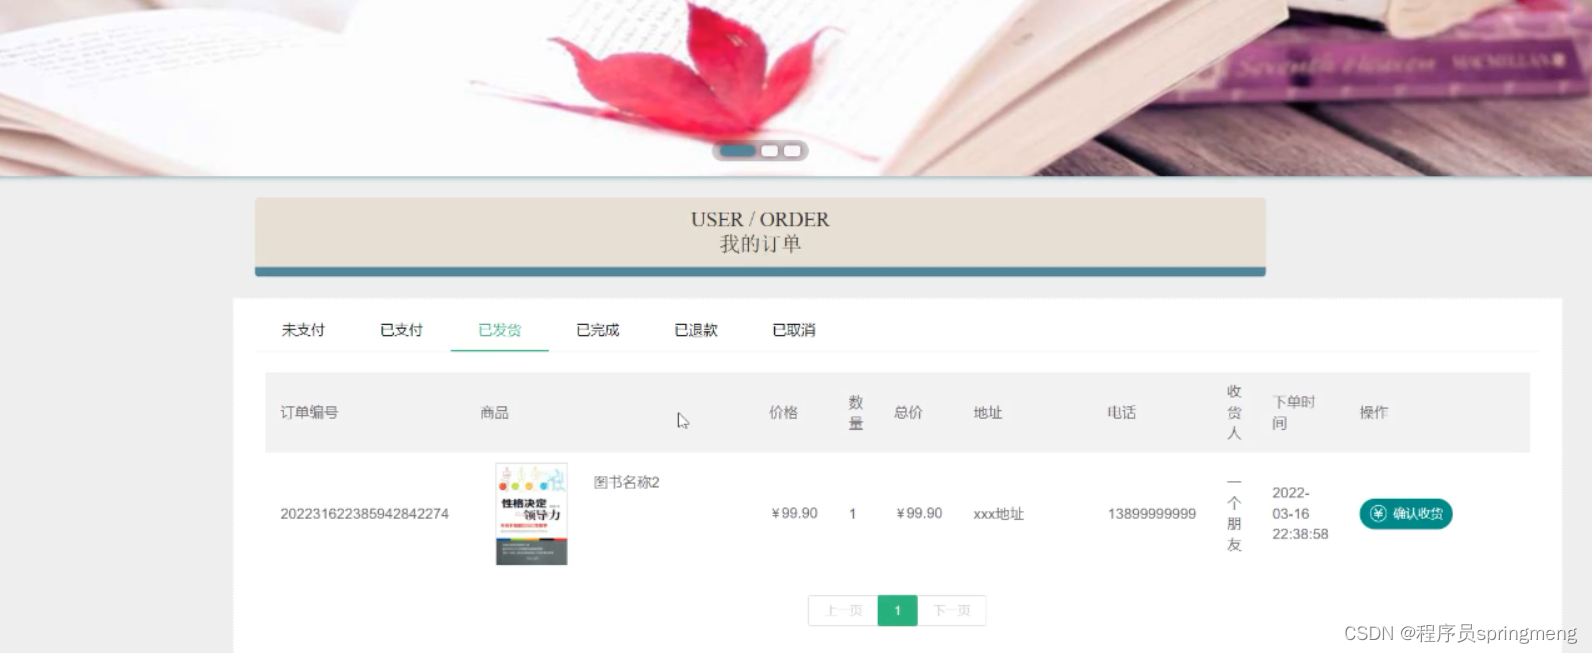 Seventh eleven MACMILLAN
USER / ORDER
我的订单
未支付 已支付 已发货 已完成 已退款 已取消
订单编号 商品 价格 数量 总价 地址 电话 收货人 下单时间 操作
202231622385942842274 性格决定领导力 图书名称2 ￥99.90 1 ￥99.90 xxx地址 13899999999 一个朋友 2022-03-16 22:38:58 确认收货
上一页 1 下一页
CSDN @程序员springmeng